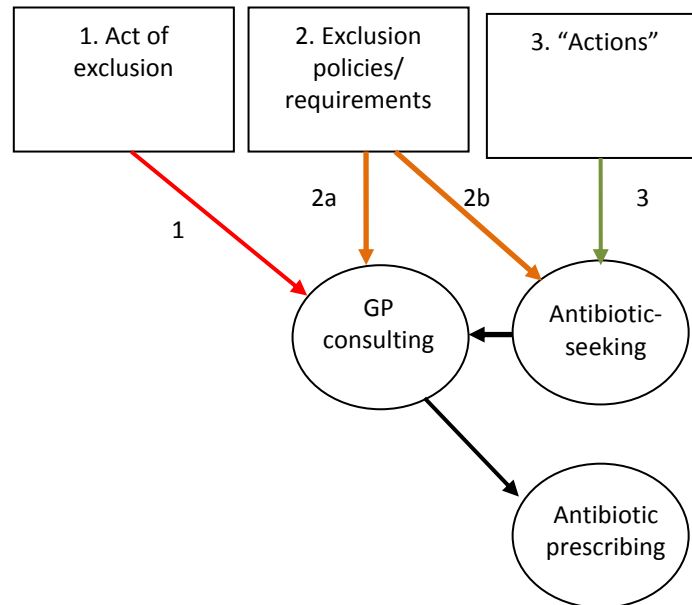 1. Act of
exclusion
2. Exclusion
policies/
requirements
3. “Actions”
1
2a
2b
3
GP
consulting
Antibiotic-
seeking
Antibiotic
prescribing